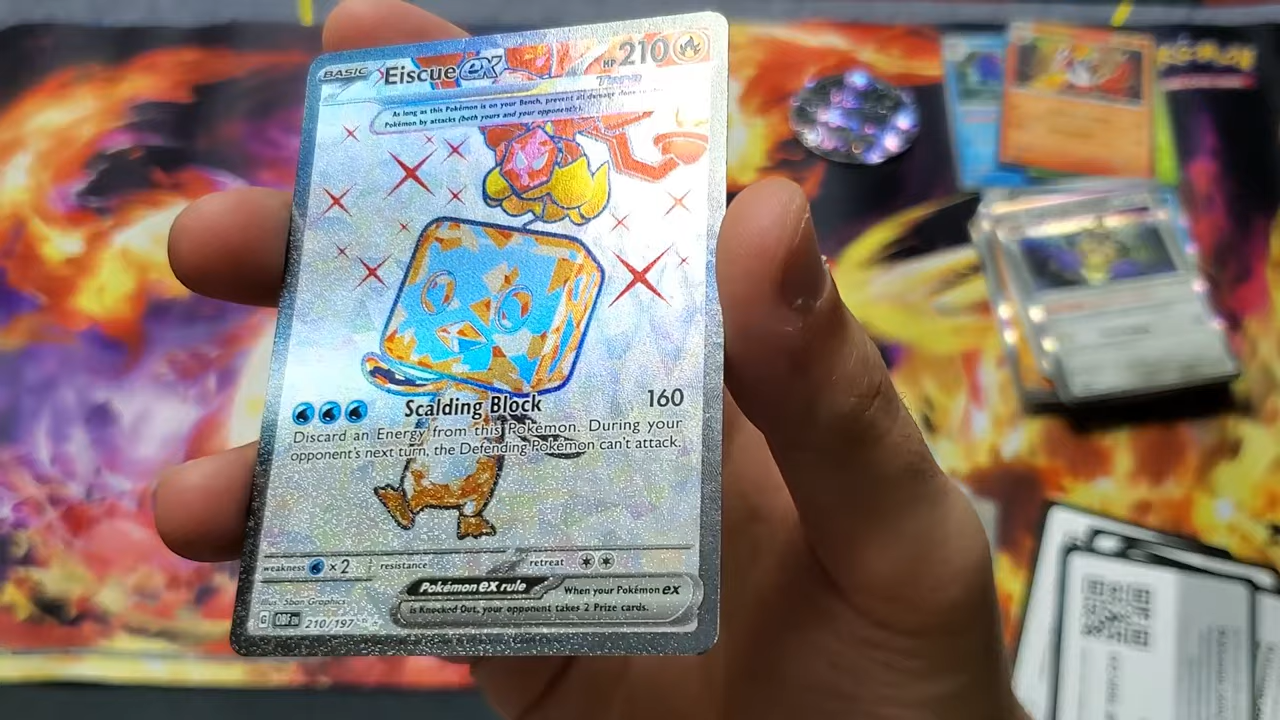 BASIC
Eiscue ex
HP 210
Tera
As long as this Pokémon is on your Bench, prevent all damage done to
Pokémon by attacks (both yours and your opponent's).
Scalding Block 160
Discard an Energy from this Pokémon. During your
opponent's next turn, the Defending Pokémon can't attack.
weakness ×2 resistance retreat
Pokémon ex rule When your Pokémon ex
is Knocked Out, your opponent takes 2 Prize cards.
Illus. 5ban Graphics
G OBF EN 210/197
POKÉMON